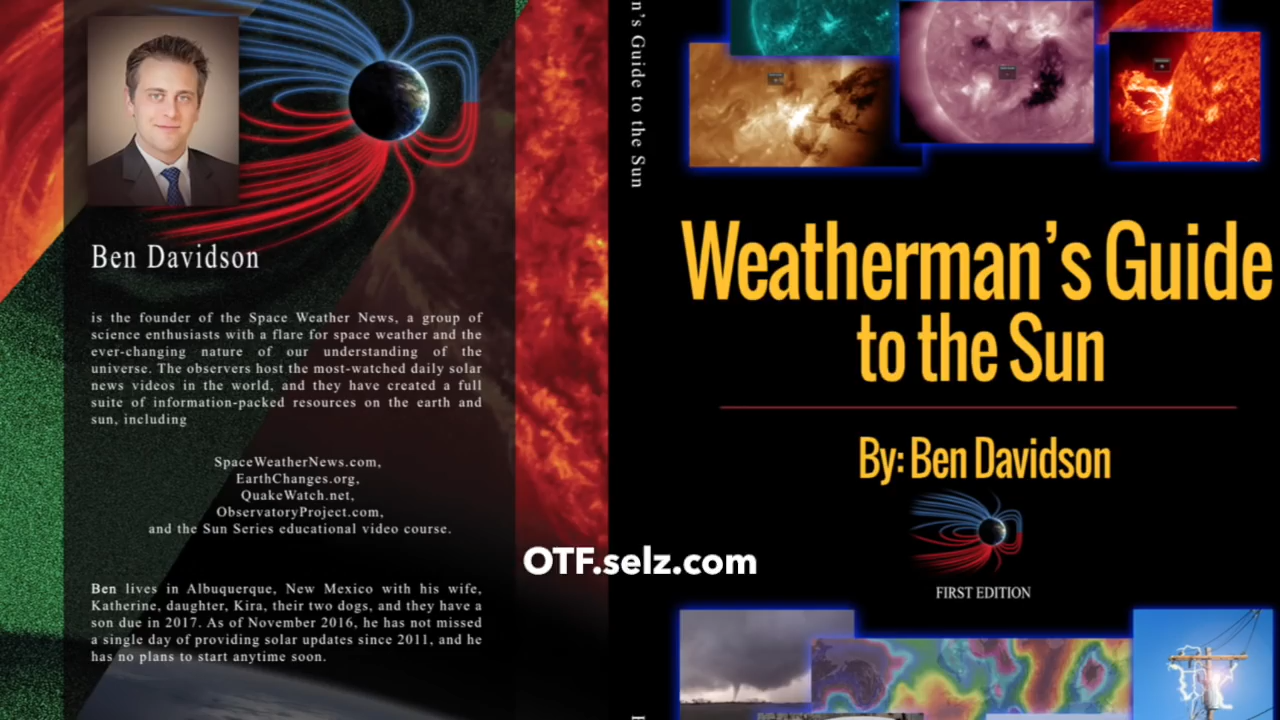 Ben Davidson
is the founder of the Space Weather News, a group of
science enthusiasts with a flare for space weather and the
ever-changing nature of our understanding of the
universe. The observers host the most-watched daily solar
news videos in the world, and they have created a full
suite of information-packed resources on the earth and
sun, including
SpaceWeatherNews.com,
EarthChanges.org,
QuakeWatch.net,
ObservatoryProject.com,
and the Sun Series educational video course.
Ben lives in Albuquerque, New Mexico with his wife,
Katherine, daughter, Kira, their two dogs, and they have a
son due in 2017. As of November 2016, he has not missed
a single day of providing solar updates since 2011, and he
has no plans to start anytime soon.
n's Guide to the Sun
Weatherman's Guide
to the Sun
By: Ben Davidson
FIRST EDITION
OTF.selz.com